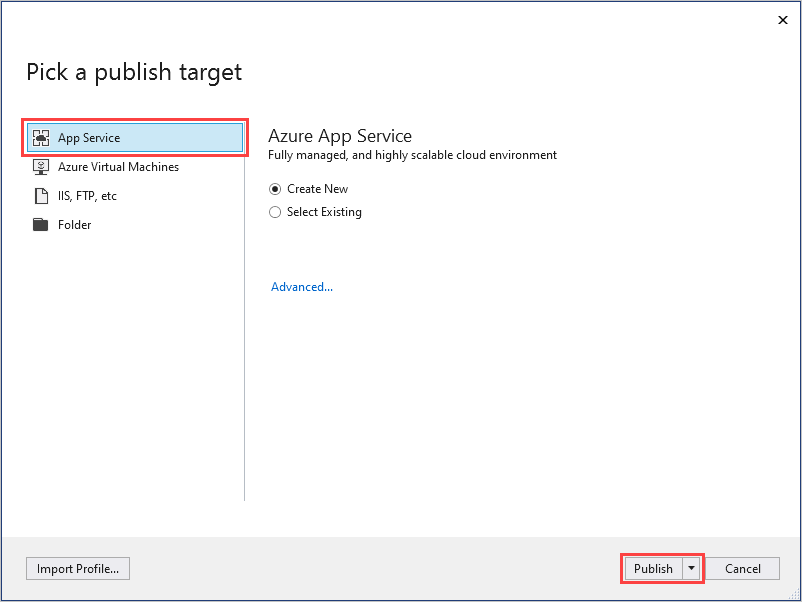 Pick a publish target
App Service
Azure Virtual Machines
IIS, FTP, etc
Folder
Azure App Service
Fully managed, and highly scalable cloud environment
Create New
Select Existing
Advanced...
Import Profile...
Publish
Cancel